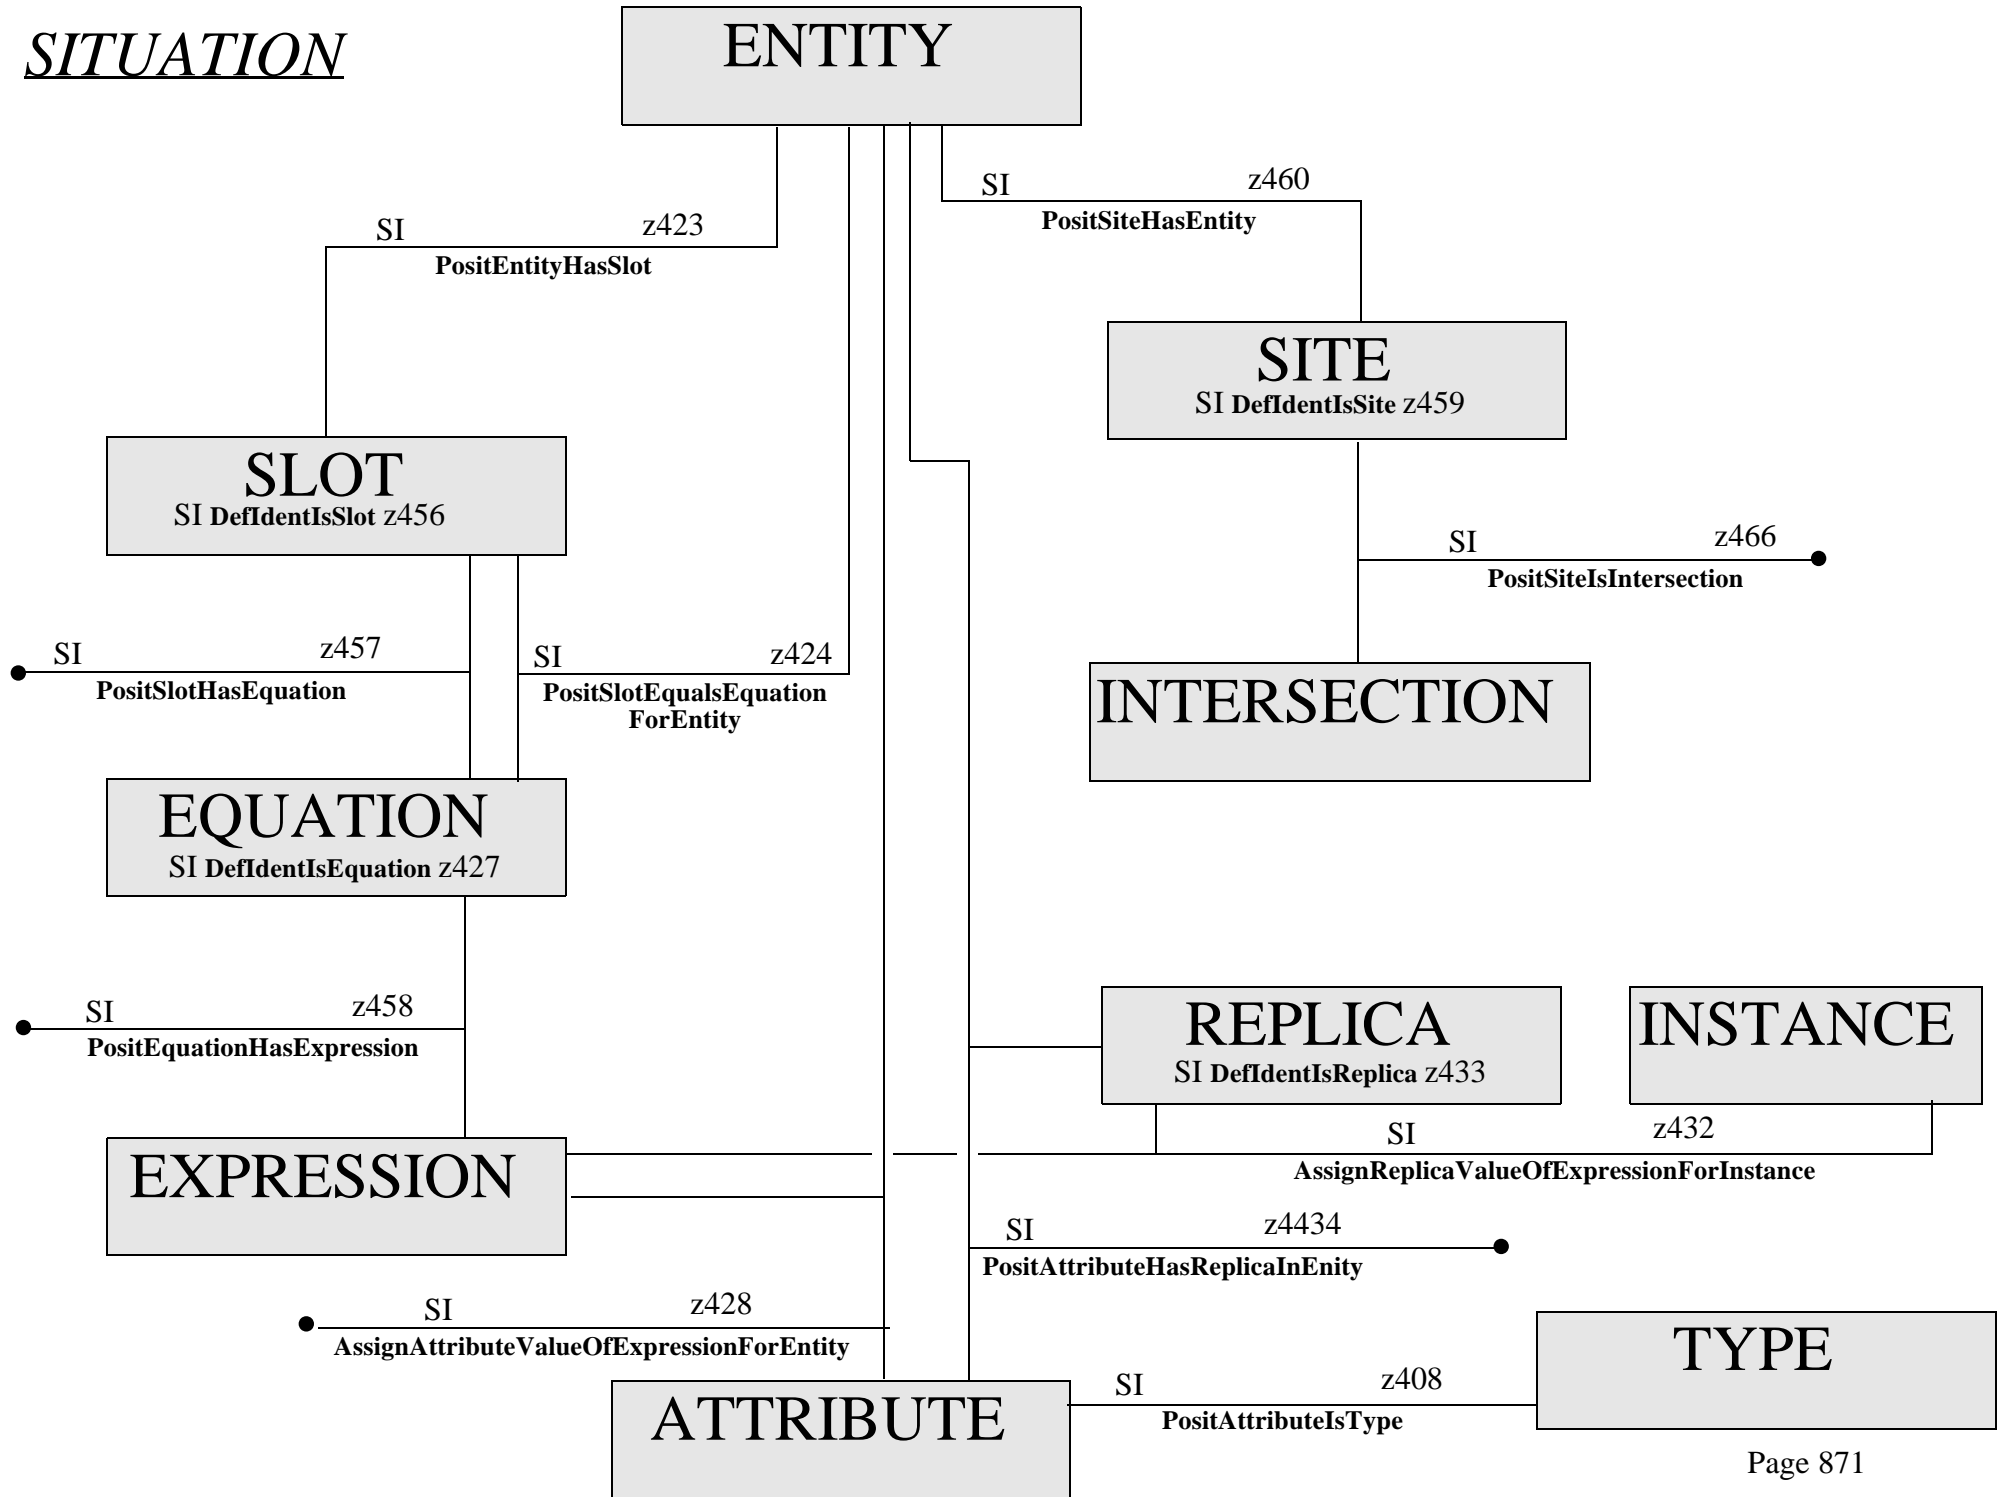 SITUATION
ENTITY
SI z460
PositSiteHasEntity
SI z423
PositEntityHasSlot
SITE
SI DefIdentIsSite z459
SLOT
SI DefIdentIsSlot z456
SI z466
PositSiteIsIntersection
SI z457
PositSlotHasEquation
SI z424
PositSlotEqualsEquation
ForEntity
INTERSECTION
EQUATION
SI DefIdentIsEquation z427
SI z458
PositEquationHasExpression
REPLICA
SI DefIdentIsReplica z433
INSTANCE
SI z432
AssignReplicaValueOfExpressionForInstance
EXPRESSION
SI z4434
PositAttributeHasReplicaInEnity
SI z428
AssignAttributeValueOfExpressionForEntity
TYPE
SI z408
PositAttributeIsType
ATTRIBUTE
Page 871